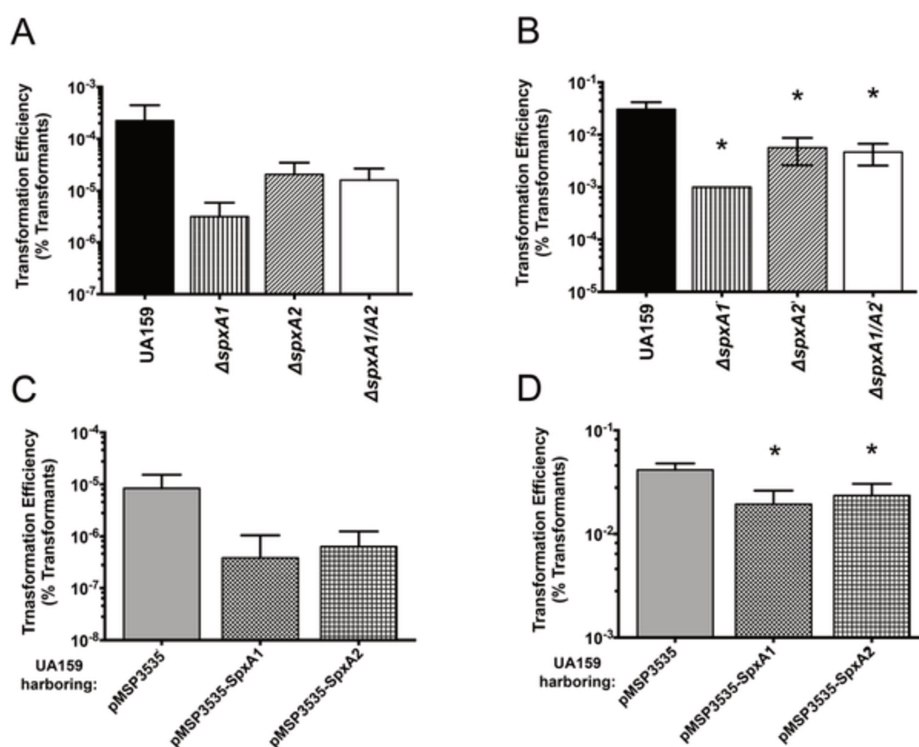 A
Transformation Efficiency
(% Transformants)
10⁻³
10⁻⁴
10⁻⁵
10⁻⁶
10⁻⁷
UA159
ΔspxA1
ΔspxA2
ΔspxA1/A2
B
Transformation Efficiency
(% Transformants)
10⁻¹
10⁻²
10⁻³
10⁻⁴
10⁻⁵
*
*
*
UA159
ΔspxA1
ΔspxA2
ΔspxA1/A2
C
Trnasformation Efficiency
(% Transformants)
10⁻⁴
10⁻⁵
10⁻⁶
10⁻⁷
10⁻⁸
UA159
harboring:
pMSP3535
pMSP3535-SpxA1
pMSP3535-SpxA2
D
Transformation Efficiency
(% Transformants)
10⁻¹
10⁻²
10⁻³
*
*
UA159
harboring:
pMSP3535
pMSP3535-SpxA1
pMSP3535-SpxA2